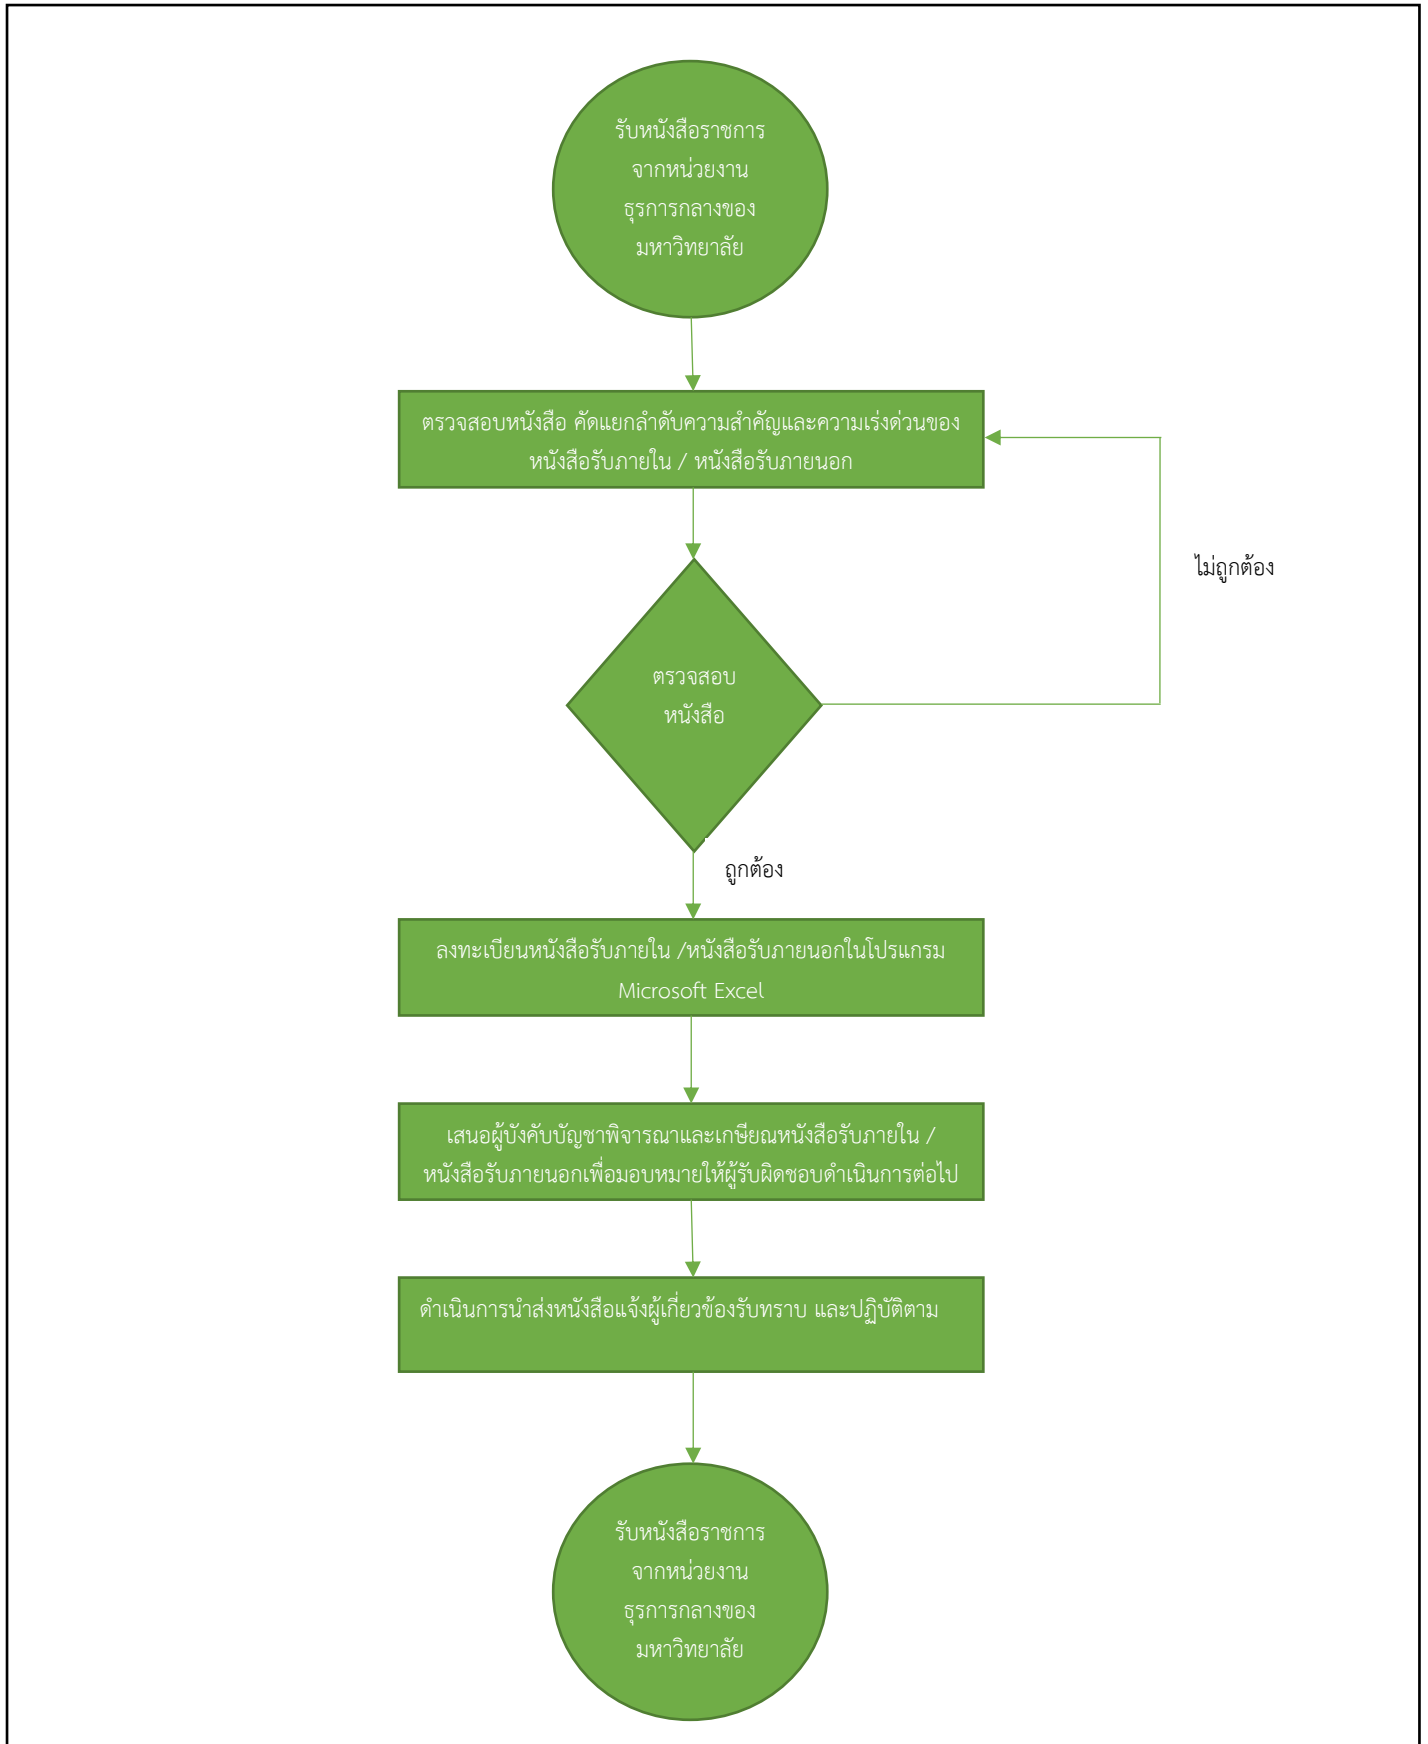 รับหนังสือราชการ
จากหน่วยงาน
ธุรการกลางของ
มหาวิทยาลัย
ตรวจสอบหนังสือ คัดแยกลำดับความสำคัญและความเร่งด่วนของ
หนังสือรับภายใน / หนังสือรับภายนอก
ไม่ถูกต้อง
ตรวจสอบ
หนังสือ
ถูกต้อง
ลงทะเบียนหนังสือรับภายใน /หนังสือรับภายนอกในโปรแกรม
Microsoft Excel
เสนอผู้บังคับบัญชาพิจารณาและเกษียณหนังสือรับภายใน /
หนังสือรับภายนอกเพื่อมอบหมายให้ผู้รับผิดชอบดำเนินการต่อไป
ดำเนินการนำส่งหนังสือแจ้งผู้เกี่ยวข้องรับทราบ และปฏิบัติตาม
รับหนังสือราชการ
จากหน่วยงาน
ธุรการกลางของ
มหาวิทยาลัย